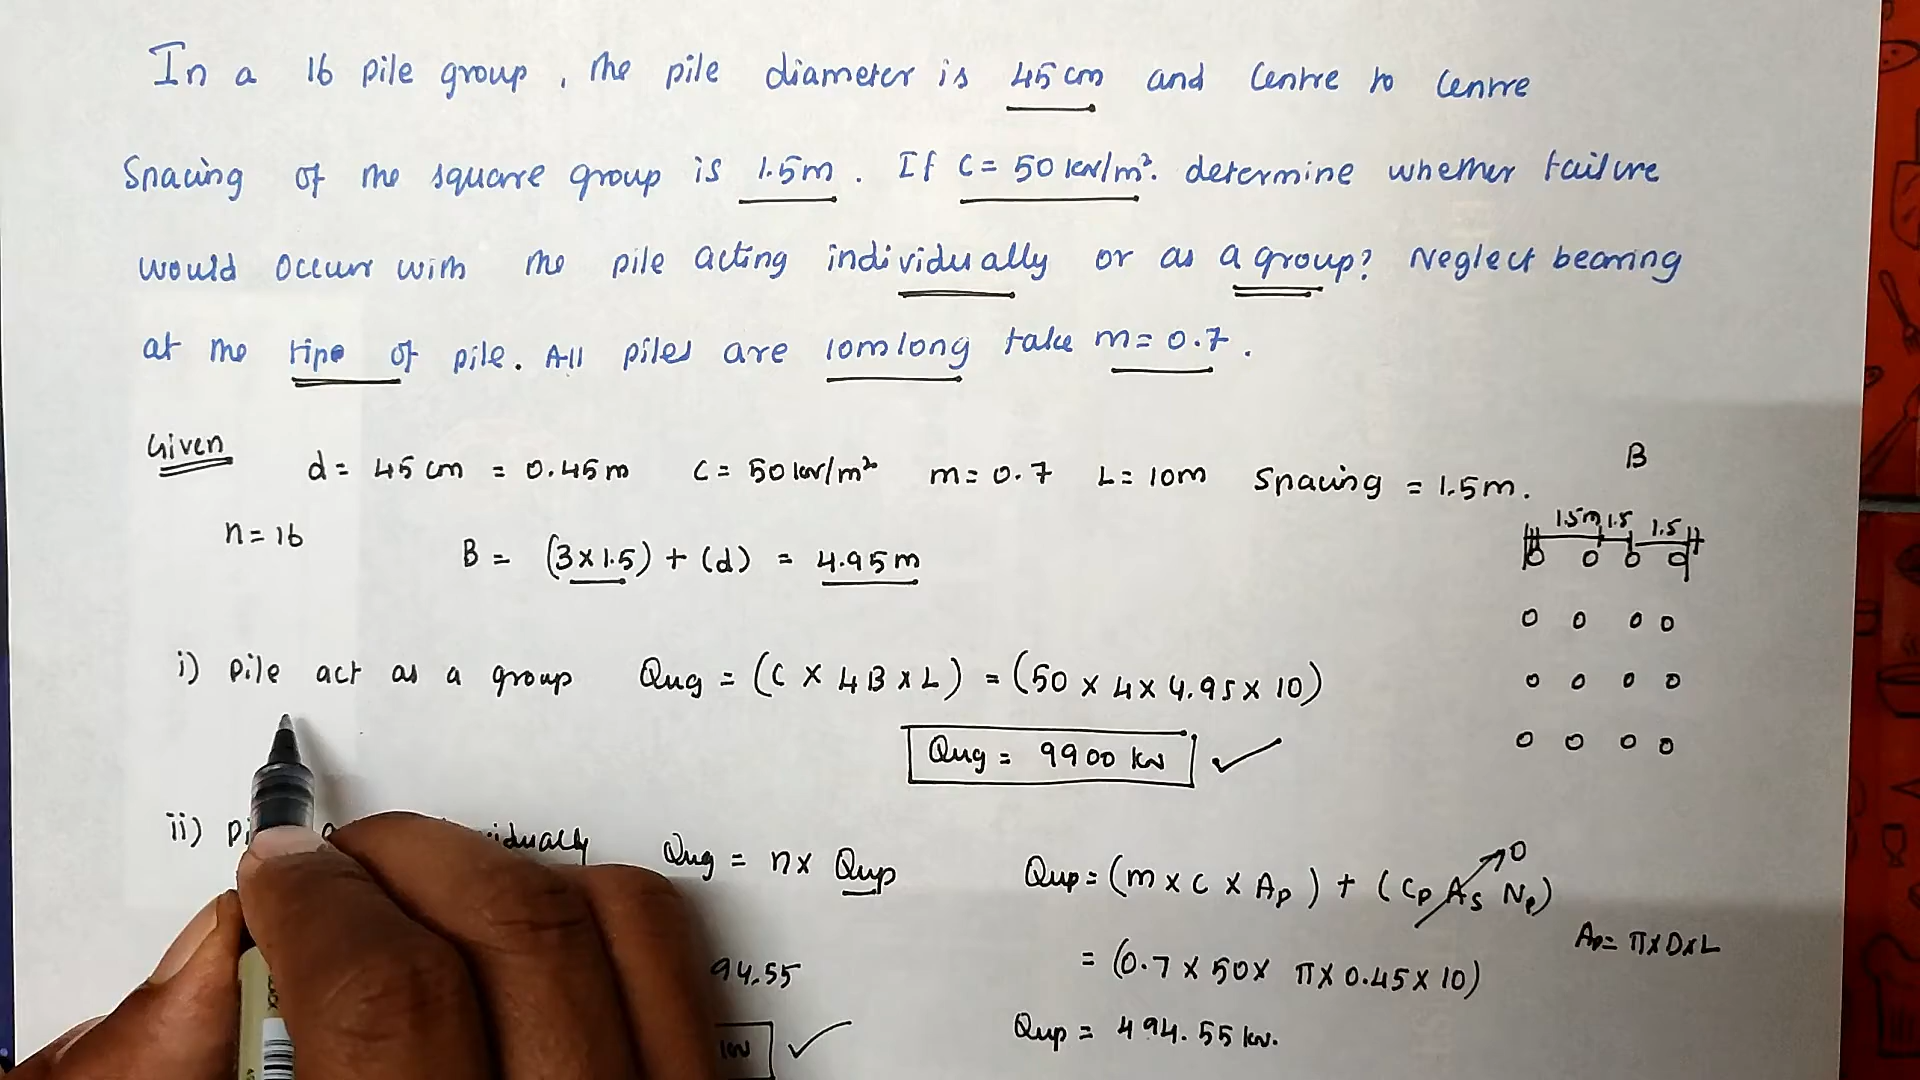 In a 16 pile group, the pile diameter is 45 cm and centre to centre
Spacing of the square group is 1.5m. If C = 50 kN/m². determine whether failure
would occur with the pile acting individually or as a group? Neglect bearing
at the tipe of pile. All piles are 10m long take m = 0.7.
Given
d = 45 cm = 0.45m C = 50 kN/m² m = 0.7 L = 10m Spacing = 1.5m.
n = 16
B = (3 × 1.5) + (d) = 4.95m
B
1.5m 1.5 1.5
i) pile act as a group Qug = (C × 4B × L) = (50 × 4 × 4.95 × 10)
Qug = 9900 kN
ii) Qug = n × Qup Qup = (m × C × Ap) + (Cp As Np) 0
Ap = π × D × L
94.55 = (0.7 × 50 × π × 0.45 × 10)
kN Qup = 494.55 kN.